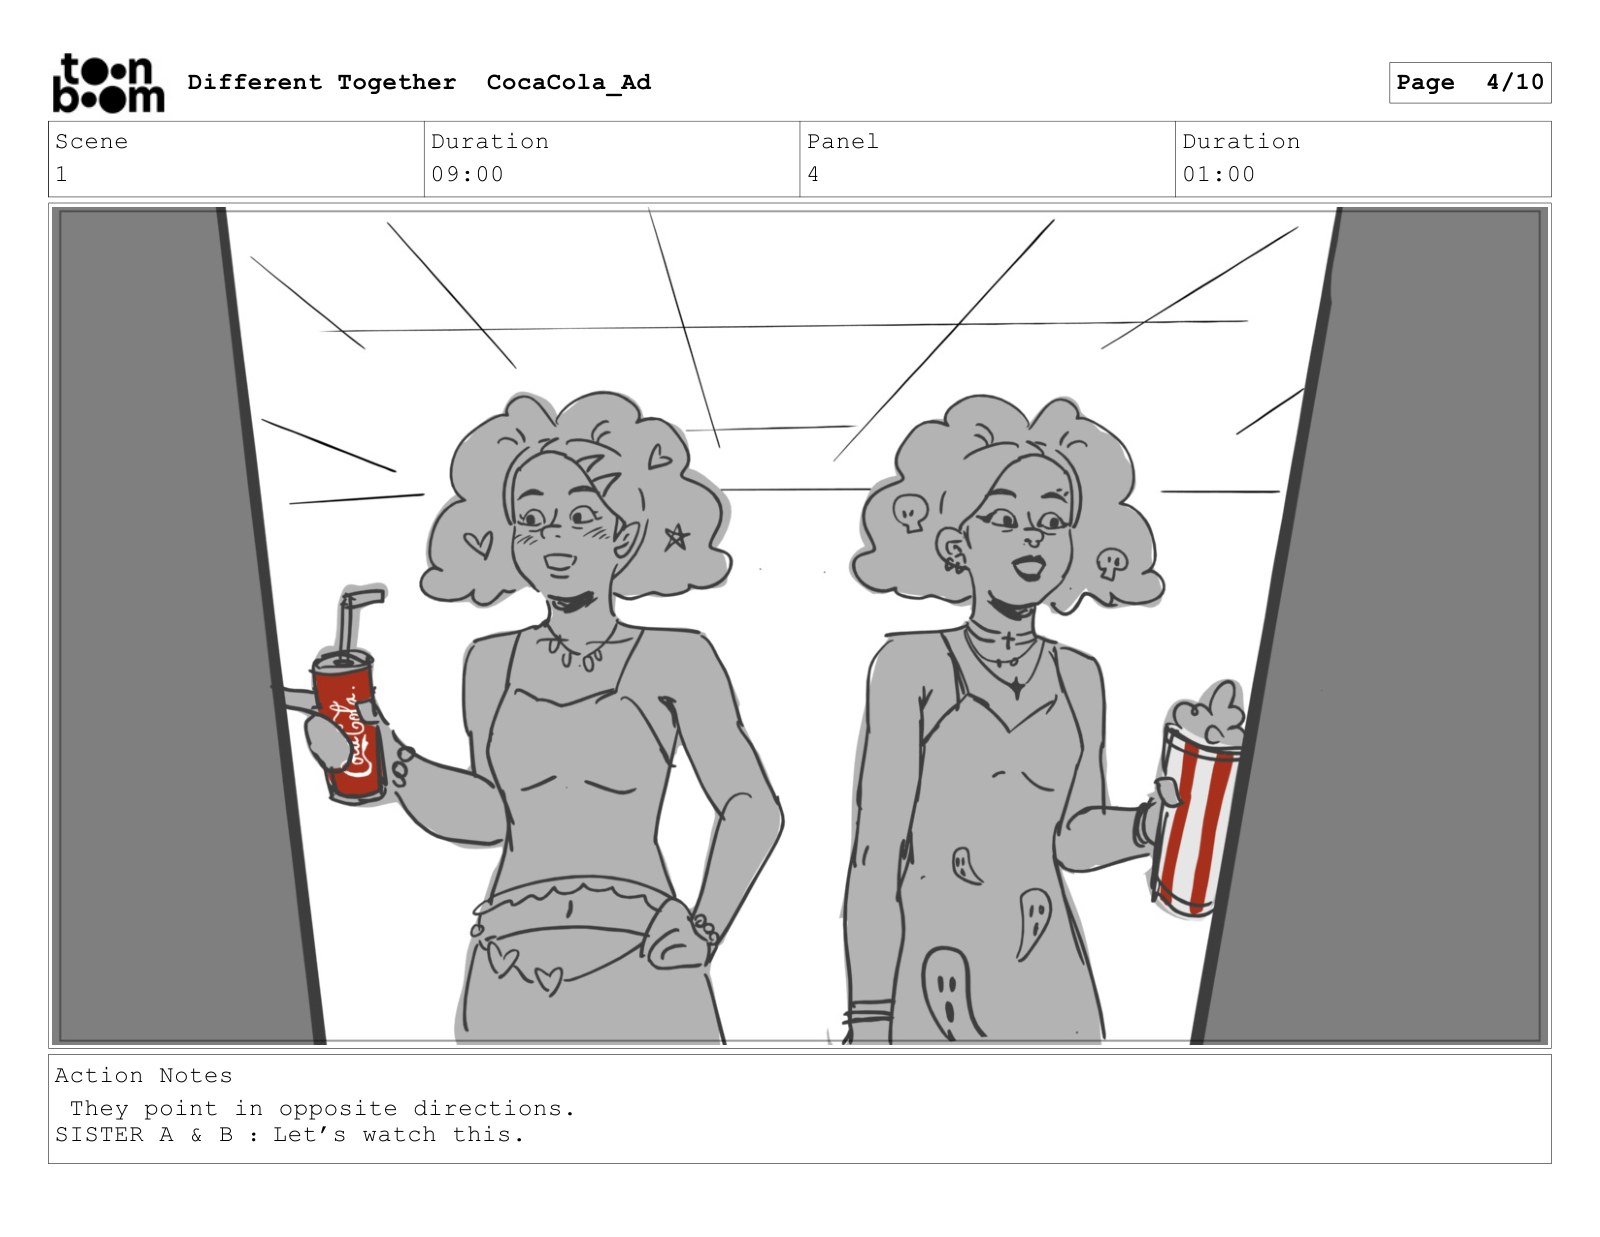 toon
boom
Different Together CocaCola_Ad
Page 4/10
Scene
1
Duration
09:00
Panel
4
Duration
01:00
Coca Cola.
Action Notes
They point in opposite directions.
SISTER A & B : Let’s watch this.